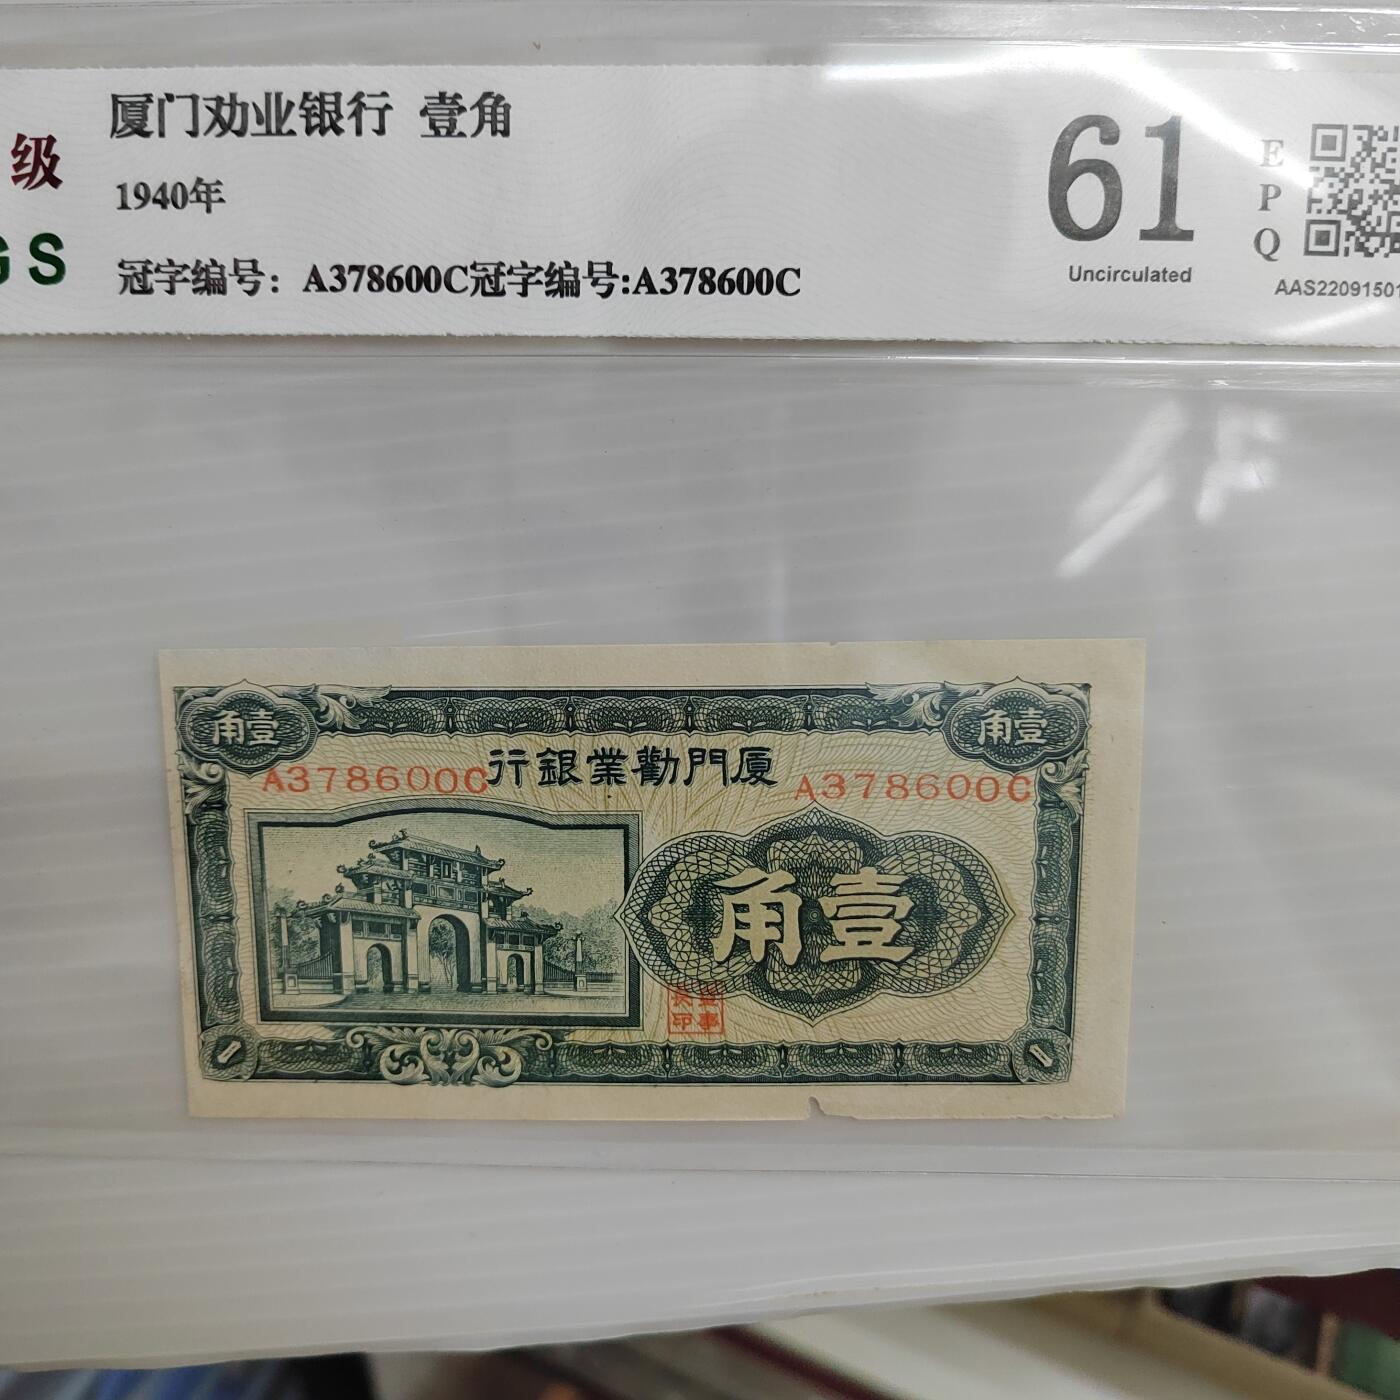 厦门劝业银行 壹角
级
1940年
GS
冠字编号：A378600C冠字编号:A378600C
61
Uncirculated
E
P
Q
AAS22091501
角壹
角壹
行銀業勸門厦
A378600C
A378600C
角壹